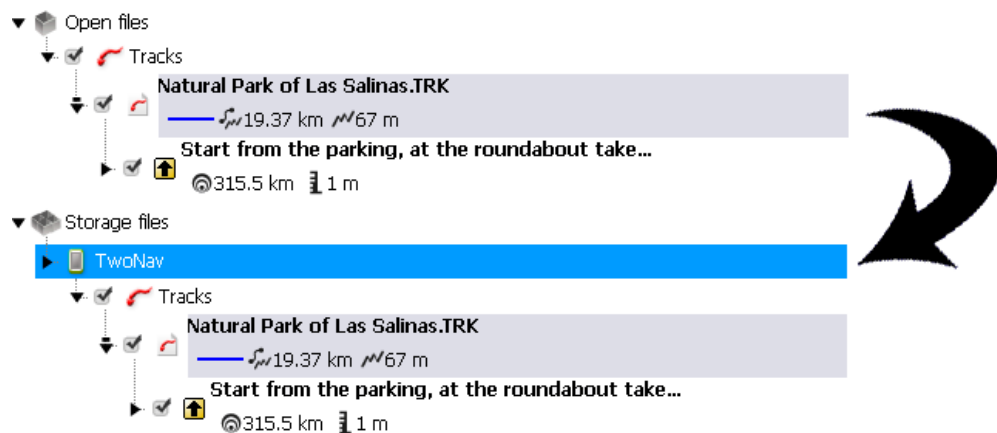 Open files
Tracks
Natural Park of Las Salinas.TRK
19.37 km 67 m
Start from the parking, at the roundabout take...
315.5 km 1 m
Storage files
TwoNav
Tracks
Natural Park of Las Salinas.TRK
19.37 km 67 m
Start from the parking, at the roundabout take...
315.5 km 1 m